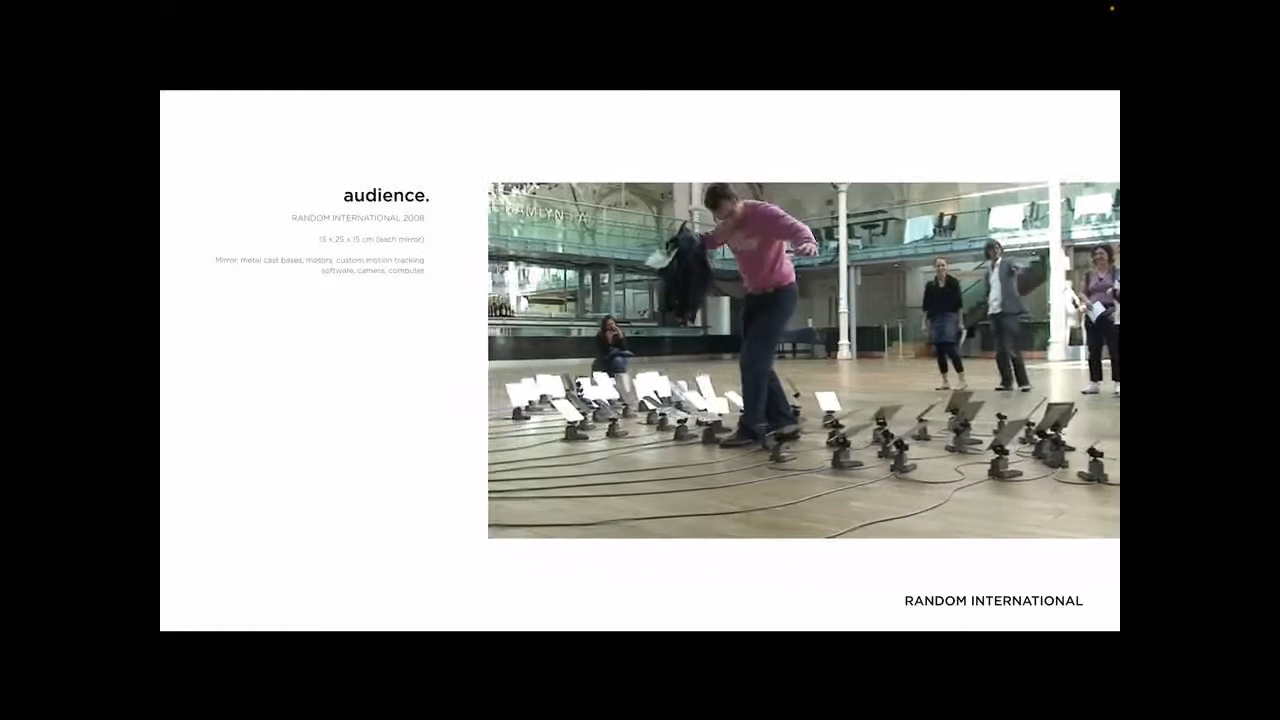 audience.
RANDOM INTERNATIONAL 2008
15 x 25 x 15 cm (each mirror)
Mirror, metal cast bases, motors, custom motion tracking
software, camera, computer
RANDOM INTERNATIONAL